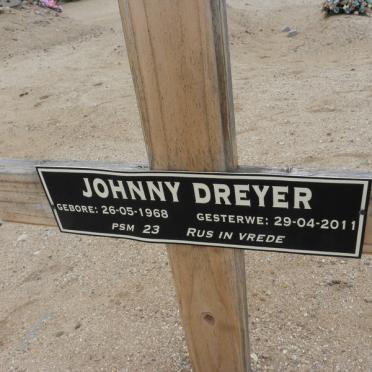 JOHNNY DREYER
GEBORE: 26-05-1968 GESTERWE: 29-04-2011
PSM 23 RUS IN VREDE